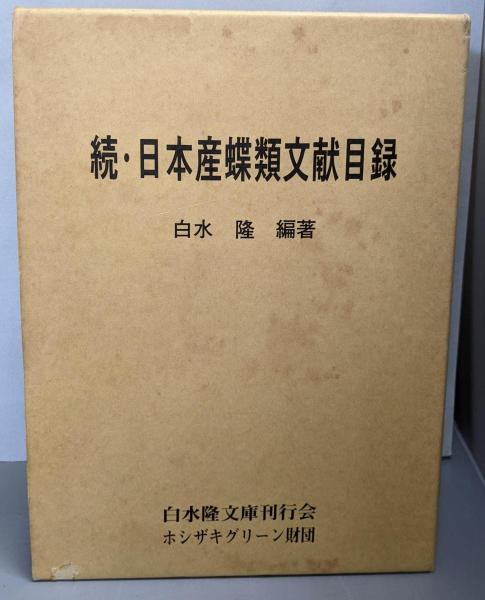 続・日本産蝶類文献目録
白水 隆 編著
白水隆文庫刊行会
ホシザキグリーン財団